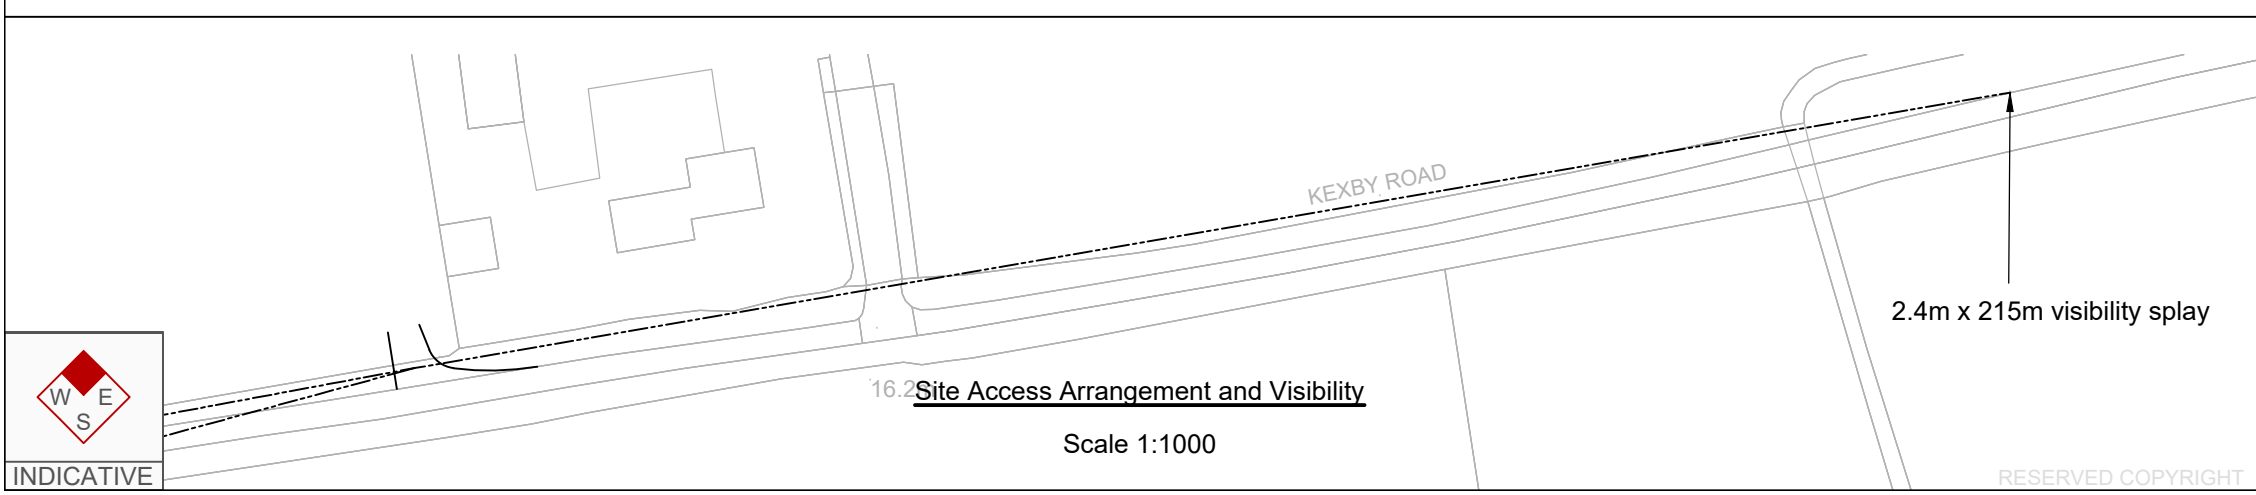 KEXBY ROAD
2.4m x 215m visibility splay
16.2
Site Access Arrangement and Visibility
Scale 1:1000
W E
S
INDICATIVE
RESERVED COPYRIGHT